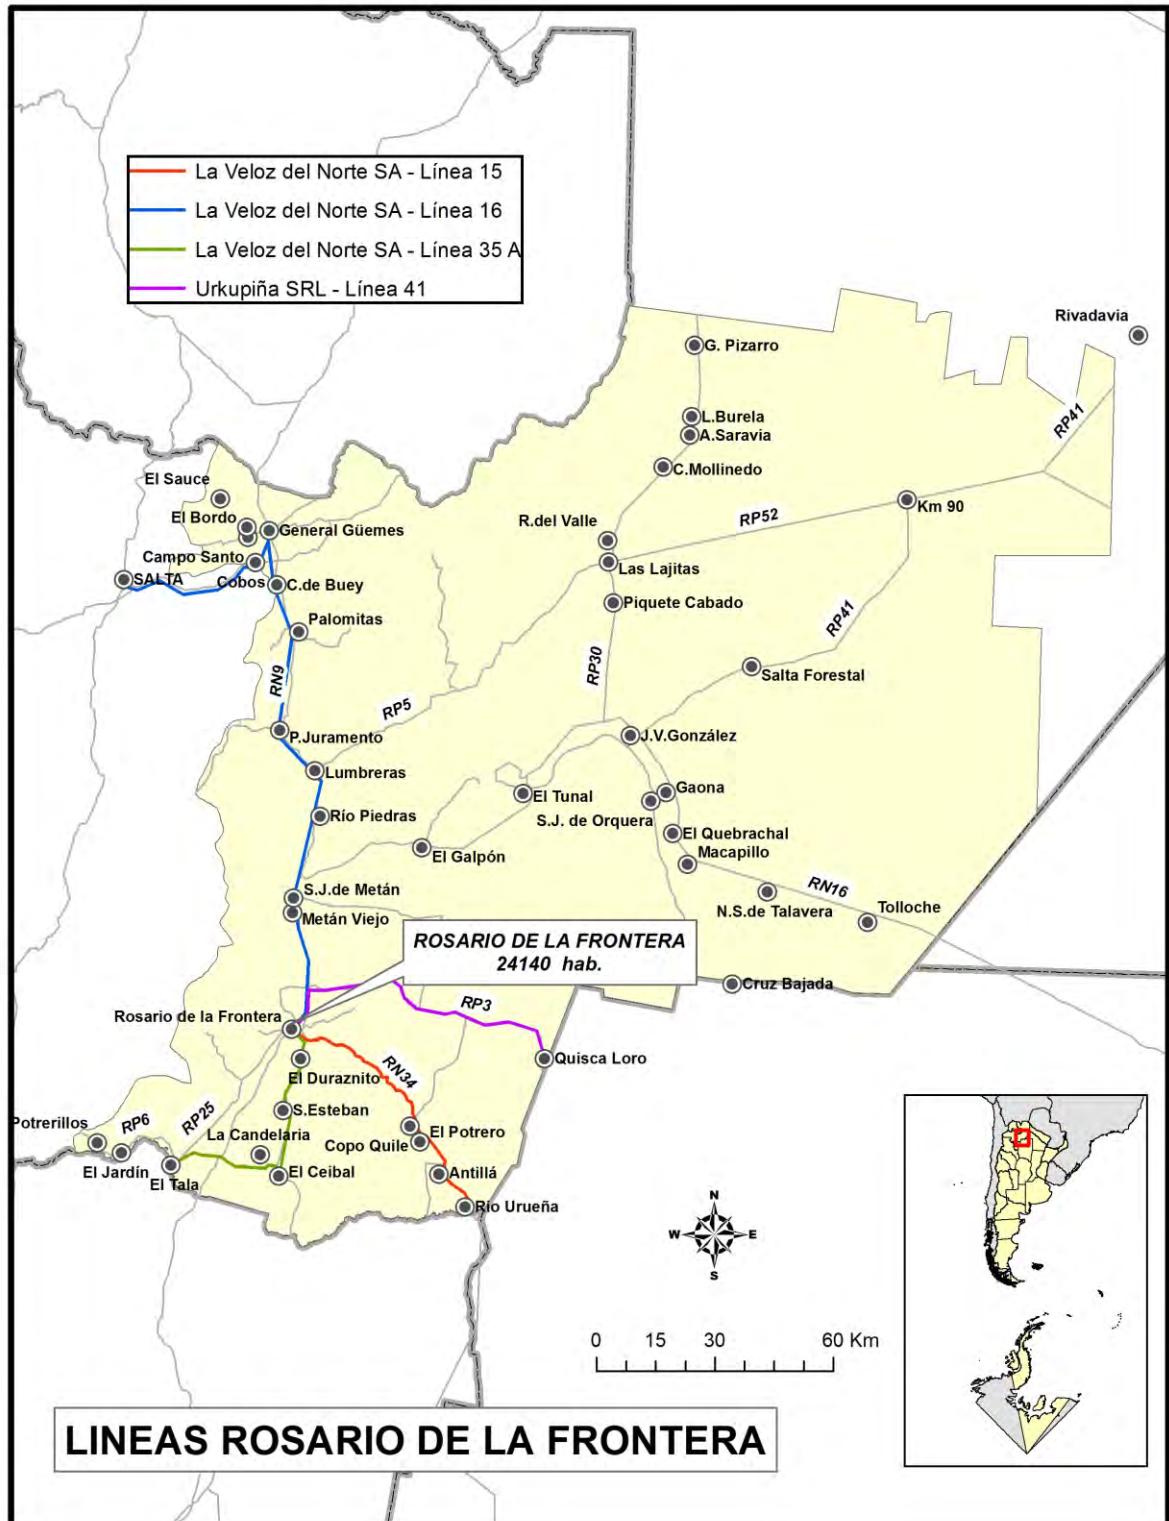 La Veloz del Norte SA - Línea 15
La Veloz del Norte SA - Línea 16
La Veloz del Norte SA - Línea 35 A
Urkupiña SRL - Línea 41
Rivadavia
G. Pizarro
L.Burela
A.Saravia
RP41
C.Mollinedo
El Sauce
Km 90
El Bordo
General Güemes
R.del Valle
RP52
Campo Santo
Las Lajitas
SALTA
Cobos
C.de Buey
Piquete Cabado
Palomitas
RP41
RP30
Salta Forestal
RN9
RP5
P.Juramento
J.V.González
Lumbreras
El Tunal
Gaona
Río Piedras
S.J. de Orquera
El Quebrachal
El Galpón
Macapillo
RN16
S.J.de Metán
N.S.de Talavera
Tolloche
Metán Viejo
ROSARIO DE LA FRONTERA
24140 hab.
Cruz Bajada
RP3
Rosario de la Frontera
Quisca Loro
RN34
El Duraznito
S.Esteban
RP25
Potrerillos
RP6
La Candelaria
El Potrero
Copo Quile
El Jardín
El Tala
El Ceibal
Antillá
Río Urueña
N
W
E
S
0 15 30 60 Km
LINEAS ROSARIO DE LA FRONTERA